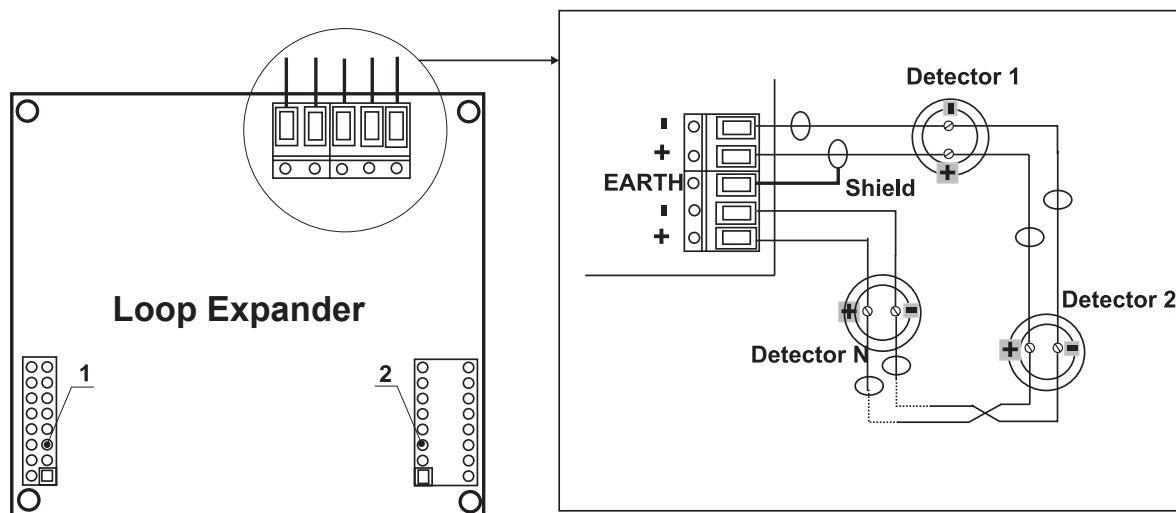 Loop Expander
1
2
Detector 1
-
+
EARTH
-
+
Shield
-
+
Detector 2
+ -
Detector N
+ -